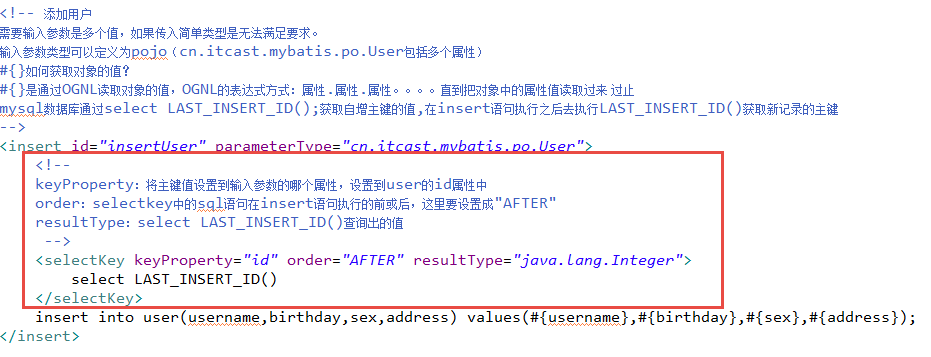 <!-- 添加用户
需要输入参数是多个值，如果传入简单类型是无法满足要求。
输入参数类型可以定义为pojo（cn.itcast.mybatis.po.User包括多个属性）
#{}如何获取对象的值？
#{}是通过OGNL读取对象的值，OGNL的表达式方式：属性.属性.属性。。。。直到把对象中的属性值读取过来 过止
mysql数据库通过select LAST_INSERT_ID();获取自增主键的值,在insert语句执行之后去执行LAST_INSERT_ID()获取新记录的主键
-->
<insert id="insertUser" parameterType="cn.itcast.mybatis.po.User">
<!--
keyProperty：将主键值设置到输入参数的哪个属性，设置到user的id属性中
order：selectkey中的sql语句在insert语句执行的前或后，这里要设置成"AFTER"
resultType：select LAST_INSERT_ID()查询出的值
-->
<selectKey keyProperty="id" order="AFTER" resultType="java.lang.Integer">
select LAST_INSERT_ID()
</selectKey>
insert into user(username,birthday,sex,address) values(#{username},#{birthday},#{sex},#{address});
</insert>